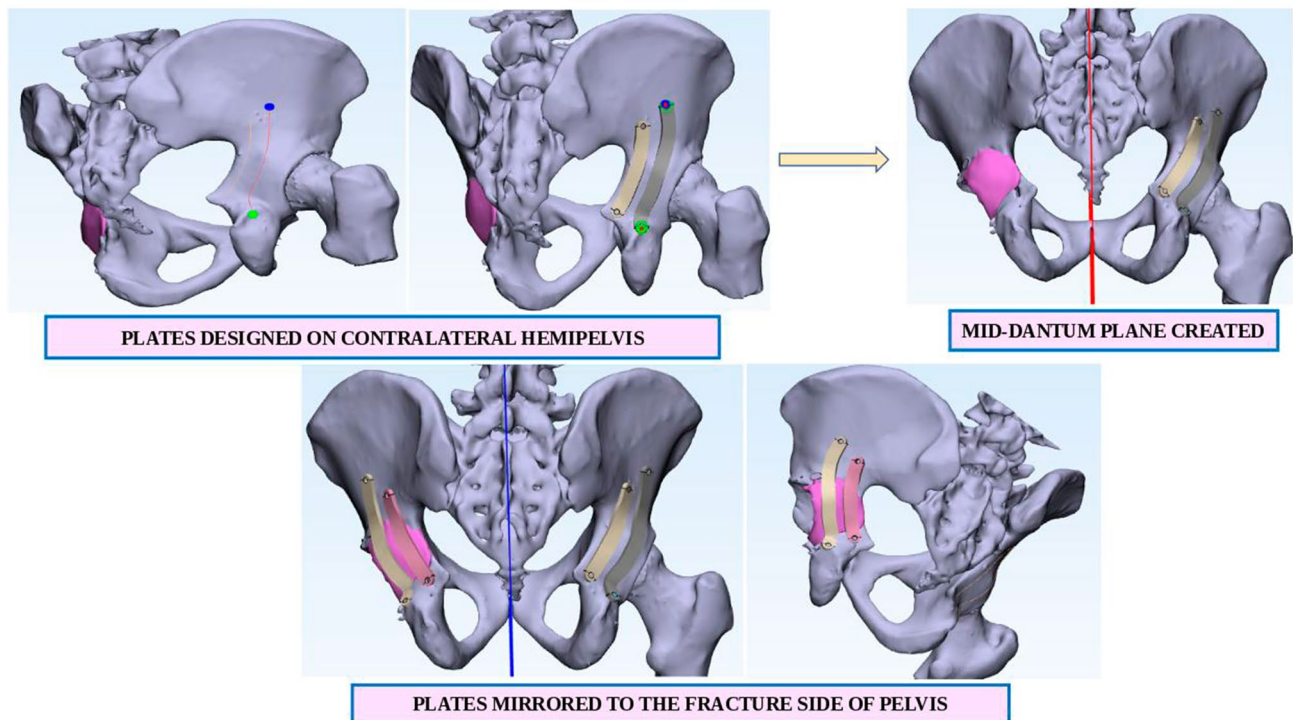 PLATES DESIGNED ON CONTRALATERAL HEMIPELVIS
MID-DANTUM PLANE CREATED
PLATES MIRRORED TO THE FRACTURE SIDE OF PELVIS